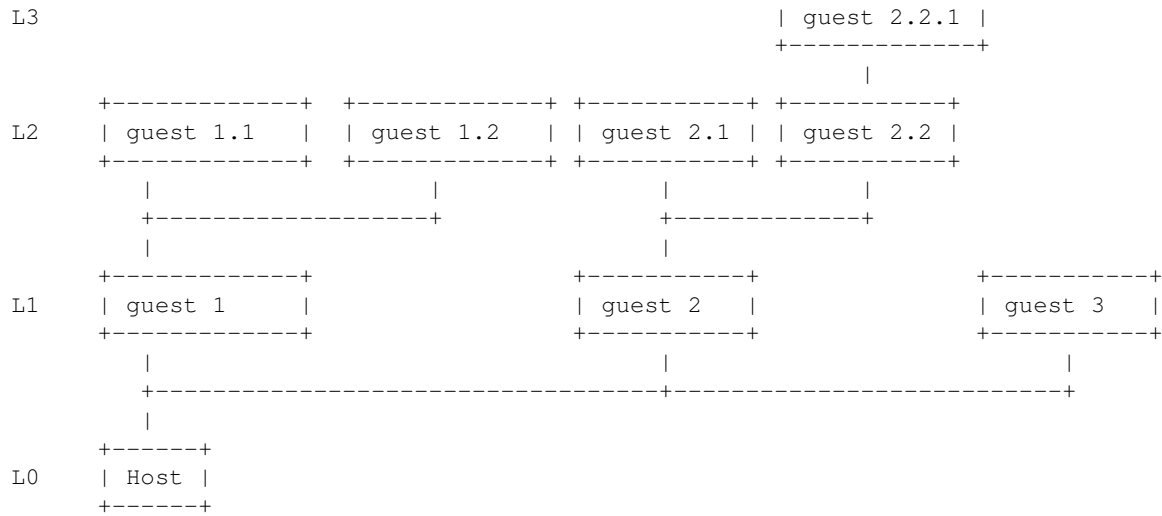 L3 | guest 2.2.1 |
+-------------+
|
+-------------+ +-------------+ +-----------+ +-----------+
L2 | guest 1.1 | | guest 1.2 | | guest 2.1 | | guest 2.2 |
+-------------+ +-------------+ +-----------+ +-----------+
| | | |
+-------------------+ +-------------+
| |
+-------------+ +-----------+ +-----------+
L1 | guest 1 | | guest 2 | | guest 3 |
+-------------+ +-----------+ +-----------+
| | |
+-----------------------------------+---------------------------+
|
+------+
L0 | Host |
+------+